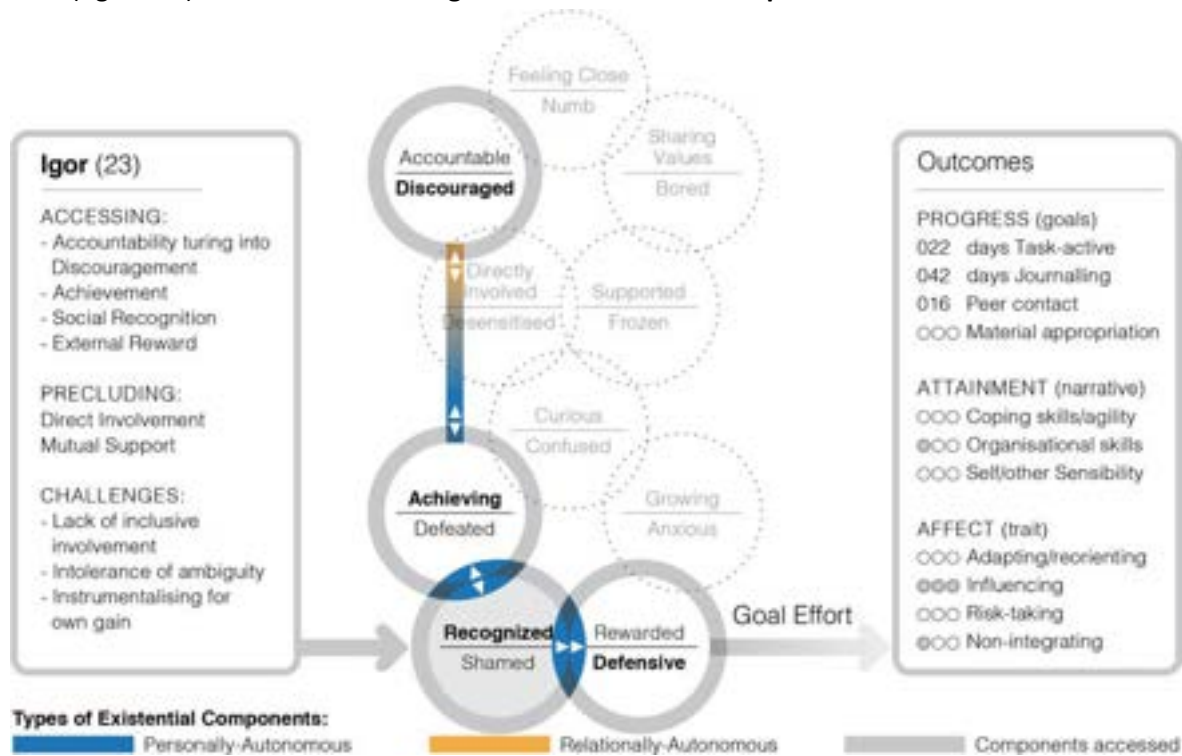 Igor (23)
ACCESSING:
- Accountability turing into
Discouragement
- Achievement
- Social Recognition
- External Reward
PRECLUDING:
Direct Involvement
Mutual Support
CHALLENGES:
- Lack of inclusive
involvement
- Intolerance of ambiguity
- Instrumentalising for
own gain
Feeling Close
Numb
Accountable
Discouraged
Sharing
Values
Bored
Directly
Involved
Desensitised
Supported
Frozen
Curious
Confused
Achieving
Defeated
Growing
Anxious
Recognized
Shamed
Rewarded
Defensive
Goal Effort
Outcomes
PROGRESS (goals)
022 days Task-active
042 days Journalling
016 Peer contact
○○○ Material appropriation
ATTAINMENT (narrative)
○○○ Coping skills/agility
◎○○ Organisational skills
○○○ Self/other Sensibility
AFFECT (trait)
○○○ Adapting/reorienting
◎◎◎ Influencing
○○○ Risk-taking
◎○○ Non-integrating
Types of Existential Components:
Personally-Autonomous
Relationally-Autonomous
Components accessed